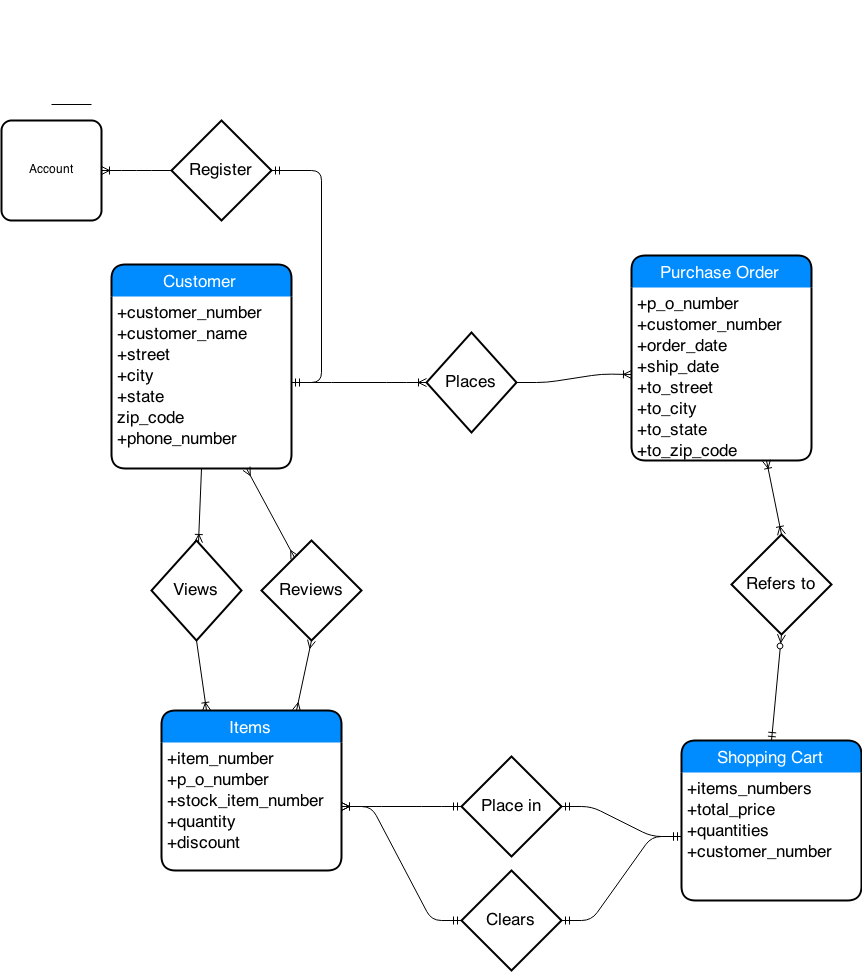 Account
Register
Customer
+customer_number
+customer_name
+street
+city
+state
zip_code
+phone_number
Places
Purchase Order
+p_o_number
+customer_number
+order_date
+ship_date
+to_street
+to_city
+to_state
+to_zip_code
Views
Reviews
Refers to
Items
+item_number
+p_o_number
+stock_item_number
+quantity
+discount
Place in
Clears
Shopping Cart
+items_numbers
+total_price
+quantities
+customer_number